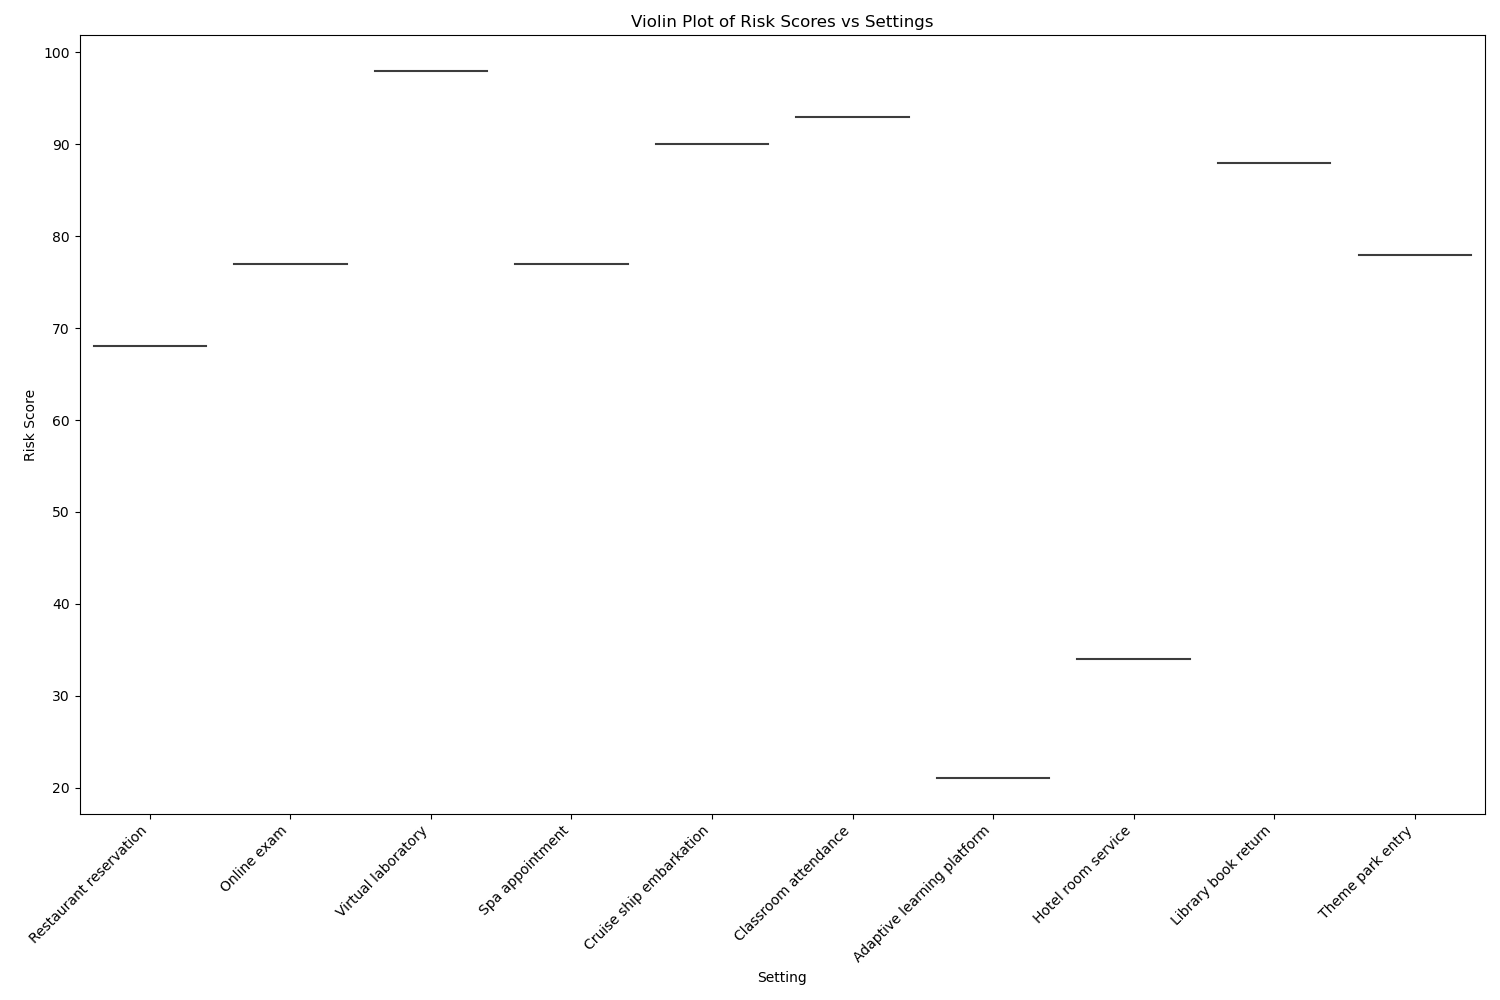 Violin Plot of Risk Scores vs Settings
100
90
80
70
60
50
40
30
20
Risk Score
Restaurant reservation
Online exam
Virtual laboratory
Spa appointment
Cruise ship embarkation
Classroom attendance
Adaptive learning platform
Hotel room service
Library book return
Theme park entry
Setting